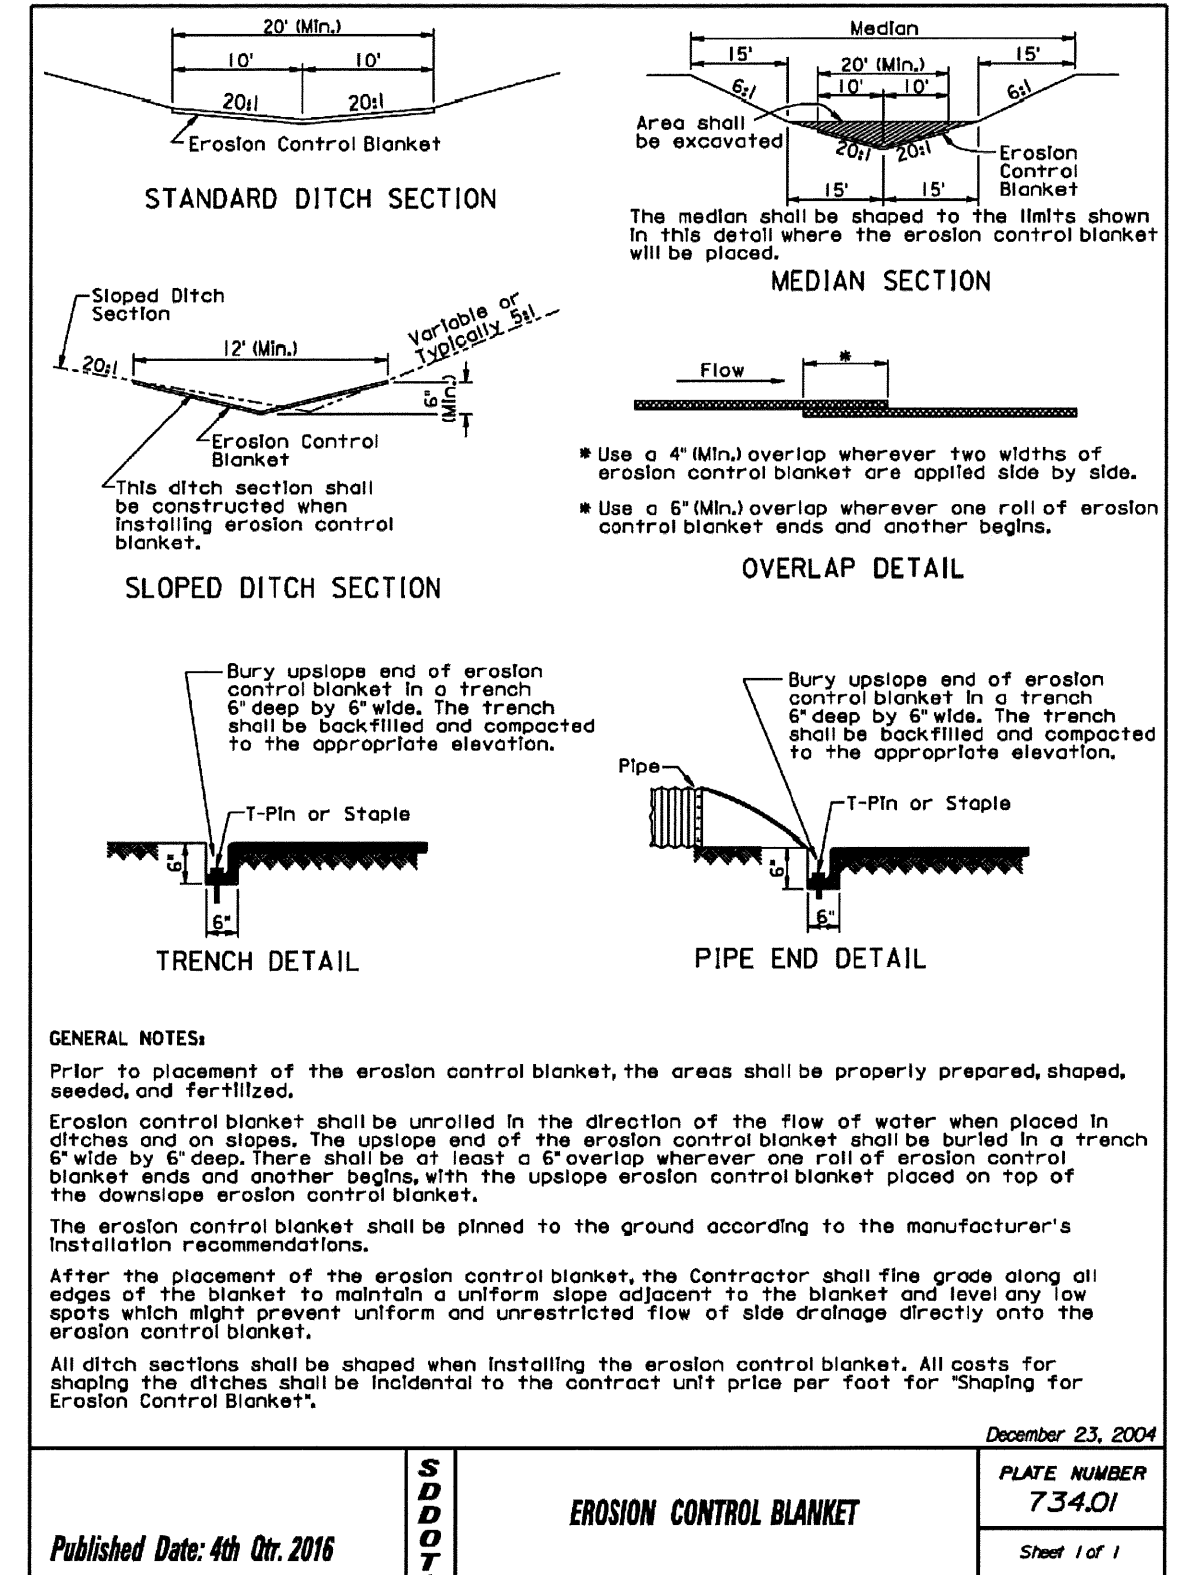 20' (Min.)
10' 10'
20:1 20:1
Erosion Control Blanket
STANDARD DITCH SECTION
Median
15' 15'
20' (Min.)
10' 10'
6:1 6:1
Area shall
be excavated
20:1 20:1
Erosion
Control
Blanket
15' 15'
The median shall be shaped to the limits shown
in this detail where the erosion control blanket
will be placed.
MEDIAN SECTION
Sloped Ditch
Section
20:1
12' (Min.)
Variable or
Typically 5:1
6"
(Min.)
Erosion Control
Blanket
This ditch section shall
be constructed when
installing erosion control
blanket.
SLOPED DITCH SECTION
Flow
*
* Use a 4" (Min.) overlap wherever two widths of
erosion control blanket are applied side by side.
* Use a 6" (Min.) overlap wherever one roll of erosion
control blanket ends and another begins.
OVERLAP DETAIL
Bury upslope end of erosion
control blanket in a trench
6" deep by 6" wide. The trench
shall be backfilled and compacted
to the appropriate elevation.
T-Pin or Staple
6"
6"
TRENCH DETAIL
Bury upslope end of erosion
control blanket in a trench
6" deep by 6" wide. The trench
shall be backfilled and compacted
to the appropriate elevation.
Pipe
T-Pin or Staple
6"
6"
PIPE END DETAIL
GENERAL NOTES:
Prior to placement of the erosion control blanket, the areas shall be properly prepared, shaped,
seeded, and fertilized.
Erosion control blanket shall be unrolled in the direction of the flow of water when placed in
ditches and on slopes. The upslope end of the erosion control blanket shall be buried in a trench
6" wide by 6" deep. There shall be at least a 6" overlap wherever one roll of erosion control
blanket ends and another begins, with the upslope erosion control blanket placed on top of
the downslope erosion control blanket.
The erosion control blanket shall be pinned to the ground according to the manufacturer's
installation recommendations.
After the placement of the erosion control blanket, the Contractor shall fine grade along all
edges of the blanket to maintain a uniform slope adjacent to the blanket and level any low
spots which might prevent uniform and unrestricted flow of side drainage directly onto the
erosion control blanket.
All ditch sections shall be shaped when installing the erosion control blanket. All costs for
shaping the ditches shall be incidental to the contract unit price per foot for "Shaping for
Erosion Control Blanket".
December 23, 2004
Published Date: 4th Qtr. 2016
S
D
D
O
T
EROSION CONTROL BLANKET
PLATE NUMBER
734.01
Sheet 1 of 1